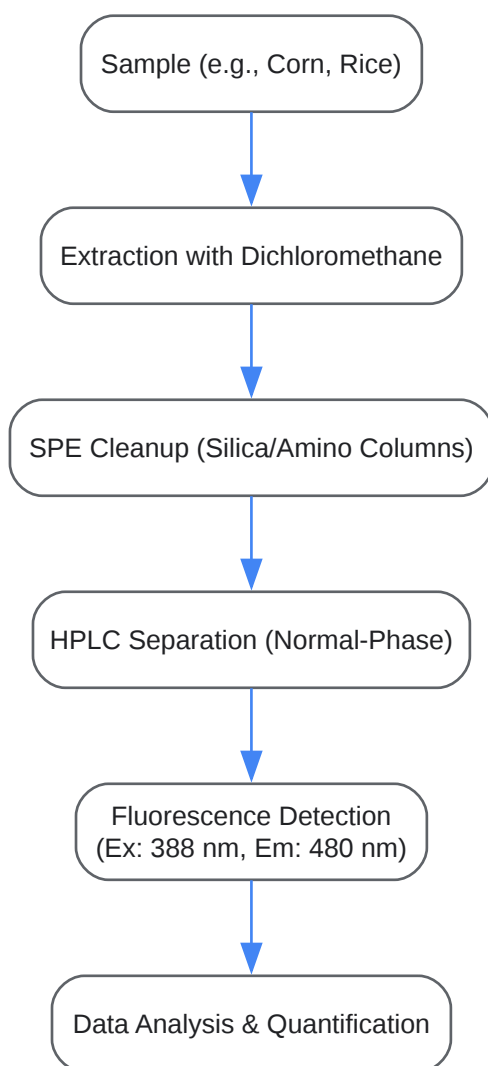 Sample (e.g., Corn, Rice)
Extraction with Dichloromethane
SPE Cleanup (Silica/Amino Columns)
HPLC Separation (Normal-Phase)
Fluorescence Detection
(Ex: 388 nm, Em: 480 nm)
Data Analysis & Quantification